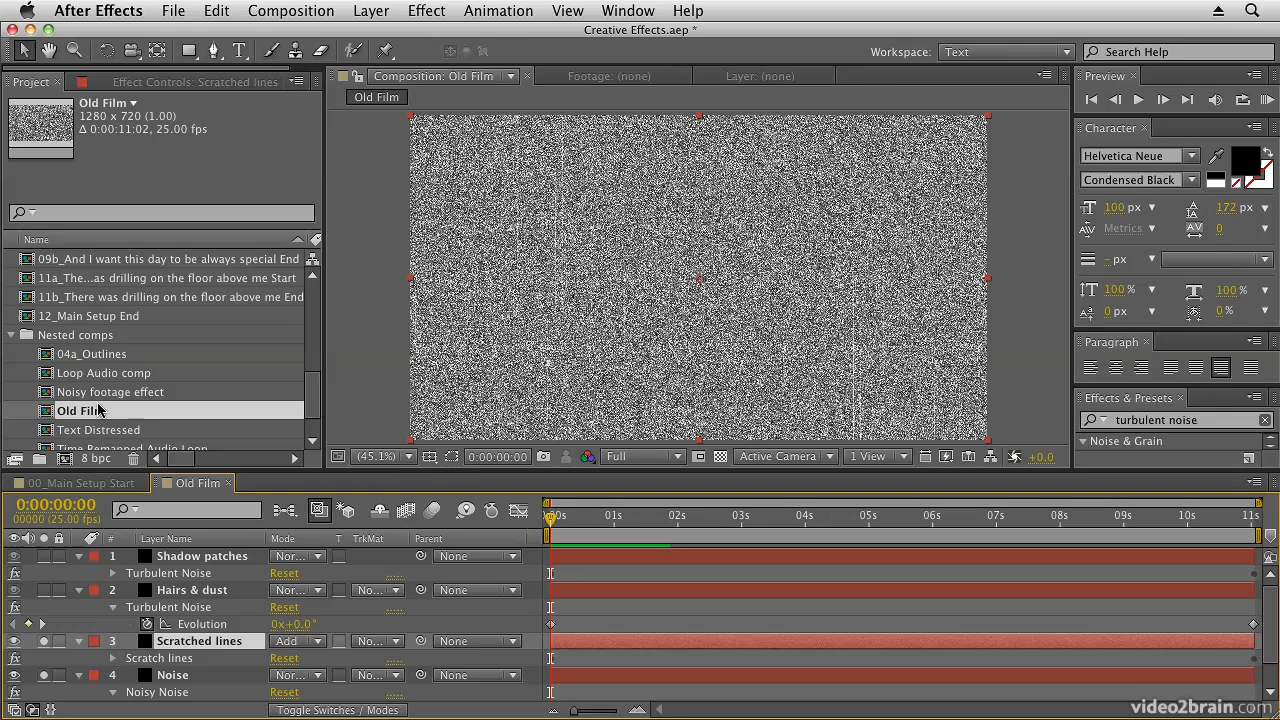 After Effects File Edit Composition Layer Effect Animation View Window Help
Creative Effects.aep *
Workspace: Text Search Help
Project Effect Controls: Scratched lines
Composition: Old Film Footage: (none) Layer: (none)
Preview
Old Film
1280 x 720 (1.00)
Δ 0:00:11:02, 25.00 fps
Old Film
Character
Helvetica Neue
Condensed Black
100 px 172 px
Metrics 0
- px
100 % 100 %
0 px 0 %
Paragraph
Effects & Presets
turbulent noise
Noise & Grain
Name
09b_And I want this day to be always special End
11a_The...as drilling on the floor above me Start
11b_There was drilling on the floor above me End
12_Main Setup End
Nested comps
04a_Outlines
Loop Audio comp
Noisy footage effect
Old Film
Text Distressed
Time Remapped Audio Loop
8 bpc
(45.1%) 0:00:00:00 Full Active Camera 1 View +0.0
00_Main Setup Start Old Film
0:00:00:00
00000 (25.00 fps)
00s 01s 02s 03s 04s 05s 06s 07s 08s 09s 10s 11s
# Layer Name Mode T TrkMat Parent
1 Shadow patches Nor... No... None
fx Turbulent Noise Reset .....
2 Hairs & dust Nor... No... None
fx Turbulent Noise Reset .....
Evolution 0x+0.0°
3 Scratched lines Add No... None
fx Scratch lines Reset .....
4 Noise Nor... No... None
fx Noisy Noise Reset .....
Toggle Switches / Modes
video2brain.com